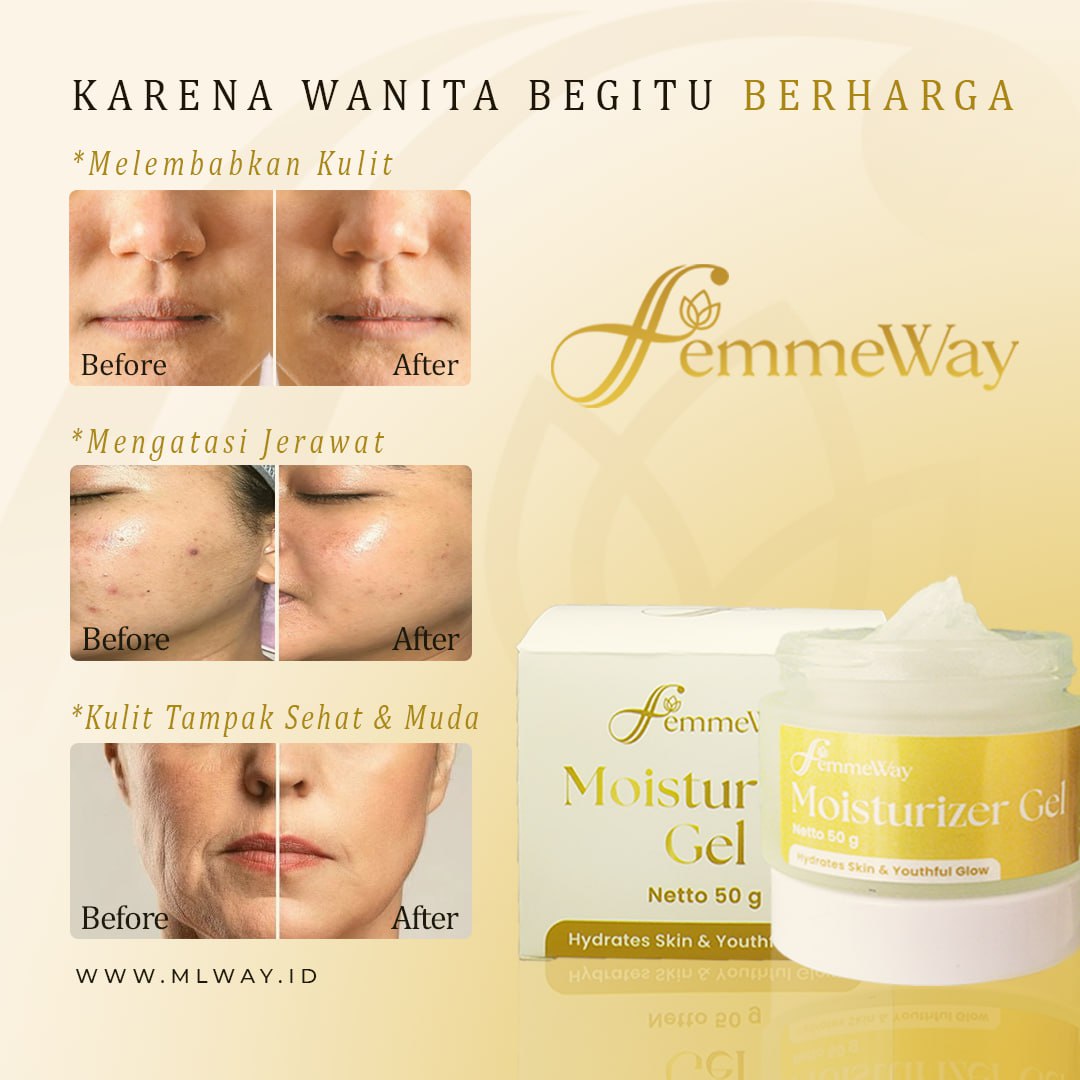 KARENA WANITA BEGITU BERHARGA
*Melembabkan Kulit
Before
After
*Mengatasi Jerawat
Before
After
*Kulit Tampak Sehat & Muda
Before
After
WWW.MLWAY.ID
FemmeWay
FemmeW
Moistur
Gel
Netto 50 g
Hydrates Skin & Youth
FemmeWay
Moisturizer Gel
Netto 50 g
Hydrates Skin & Youthful Glow